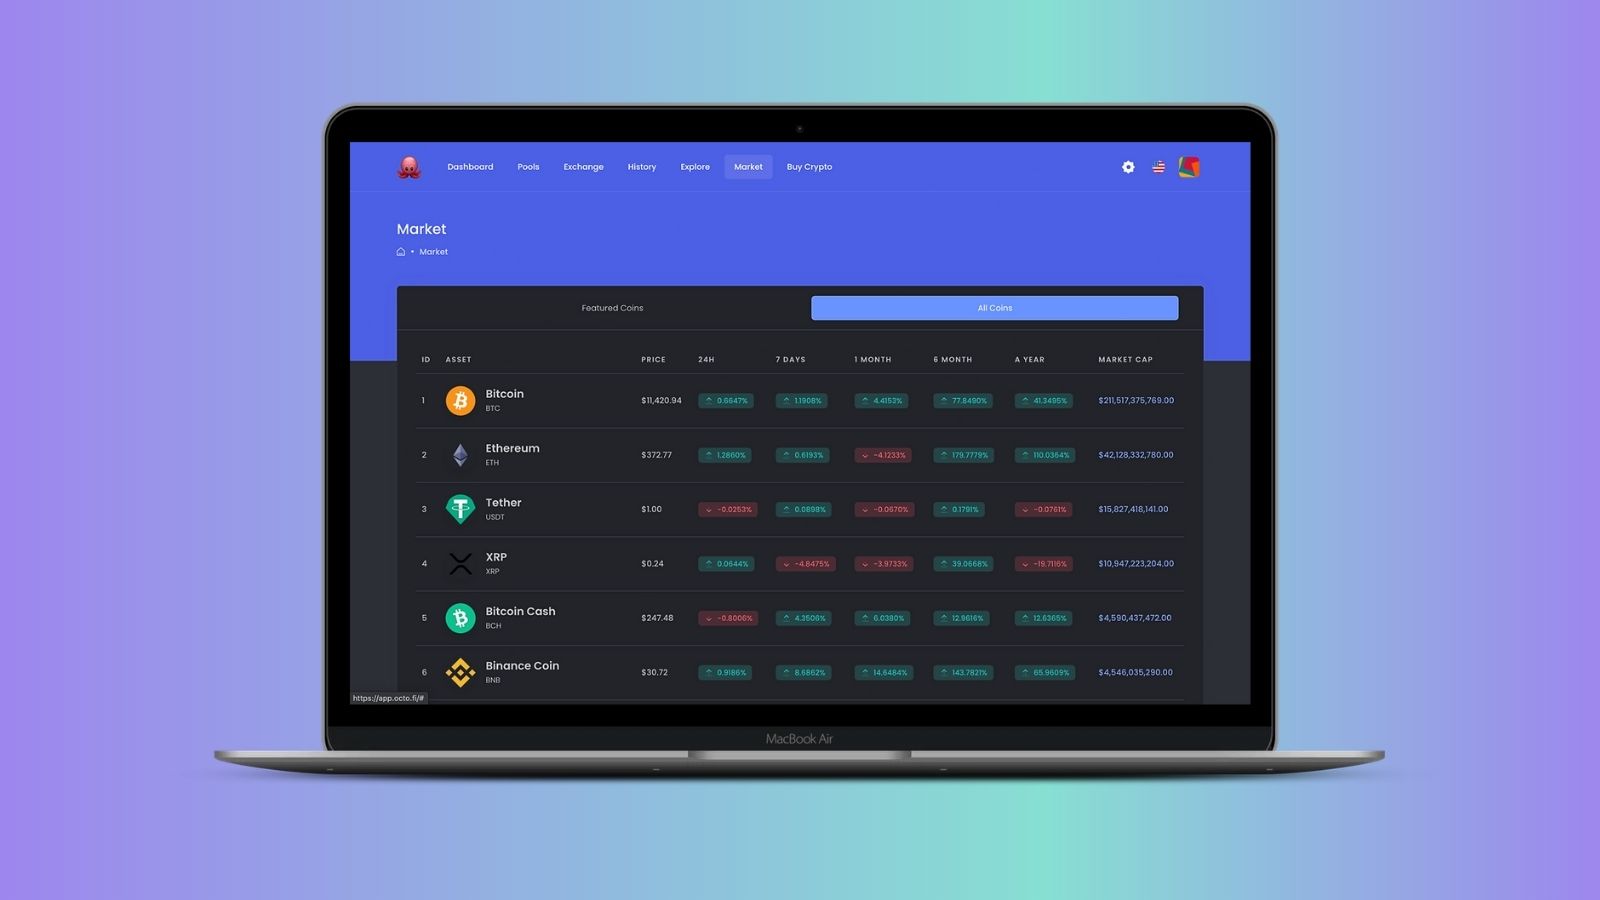 Dashboard Pools Exchange History Explore Market Buy Crypto
Market
Market
Featured Coins All Coins
ID ASSET PRICE 24H 7 DAYS 1 MONTH 6 MONTH A YEAR MARKET CAP
1 Bitcoin $11,420.94 0.6647% 1.1908% 4.4153% 77.8490% 41.3495% $211,517,375,769.00
BTC
2 Ethereum $372.77 1.2860% 0.6193% -4.1233% 179.7779% 110.0364% $42,128,332,780.00
ETH
3 Tether $1.00 -0.0253% 0.0898% -0.0670% 0.1791% -0.0761% $15,827,418,141.00
USDT
4 XRP $0.24 0.0644% -4.8475% -3.9733% 39.0668% -19.7116% $10,947,223,204.00
XRP
5 Bitcoin Cash $247.48 -0.8006% 4.3506% 6.0380% 12.9616% 12.6365% $4,590,437,472.00
BCH
6 Binance Coin $30.72 0.9186% 8.6862% 14.6484% 143.7821% 65.9609% $4,546,035,290.00
BNB
https://app.octo.fi/#
MacBook Air